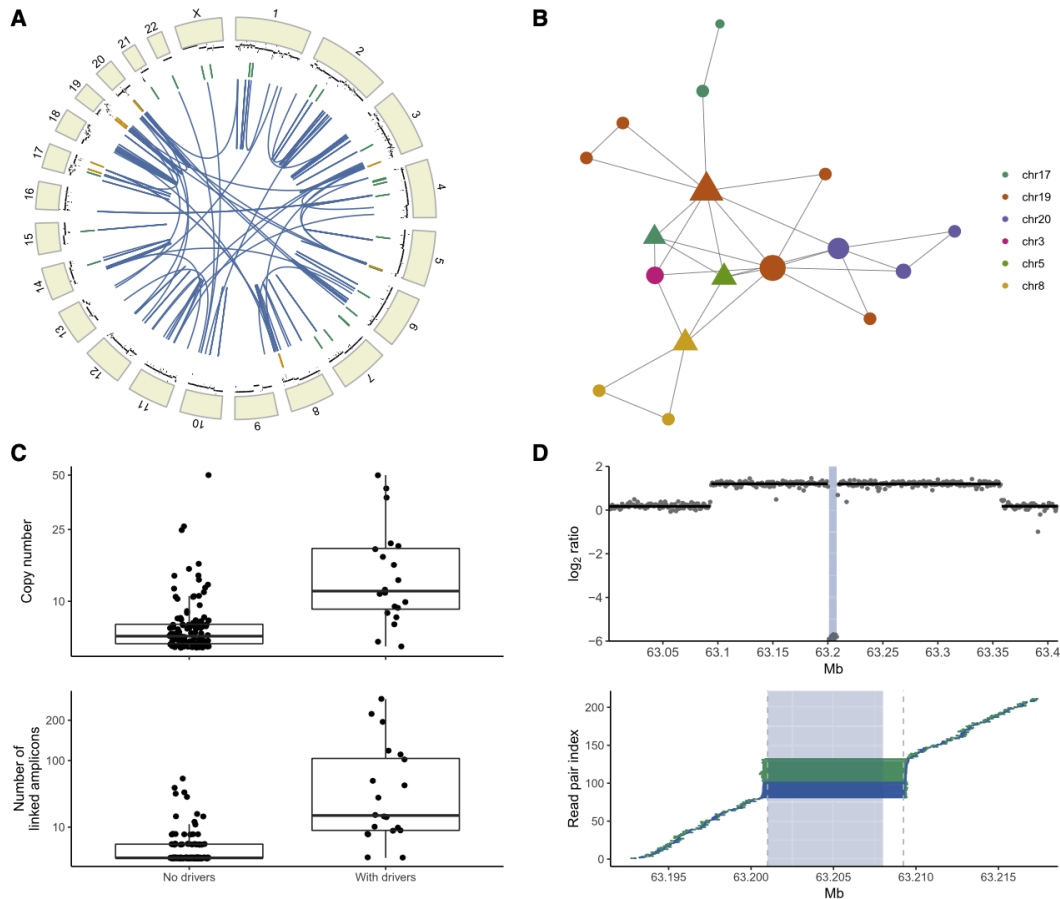 A
1
2
3
4
5
6
7
8
9
10
11
12
13
14
15
16
17
18
19
20
21
22
X
B
chr17
chr19
chr20
chr3
chr5
chr8
C
Copy number
50
25
10
Number of
linked amplicons
200
100
10
No drivers
With drivers
D
log2 ratio
2
0
−2
−4
−6
63.05
63.1
63.15
63.2
63.25
63.3
63.35
63.4
Mb
Read pair index
200
150
100
50
0
63.195
63.200
63.205
63.210
63.215
Mb